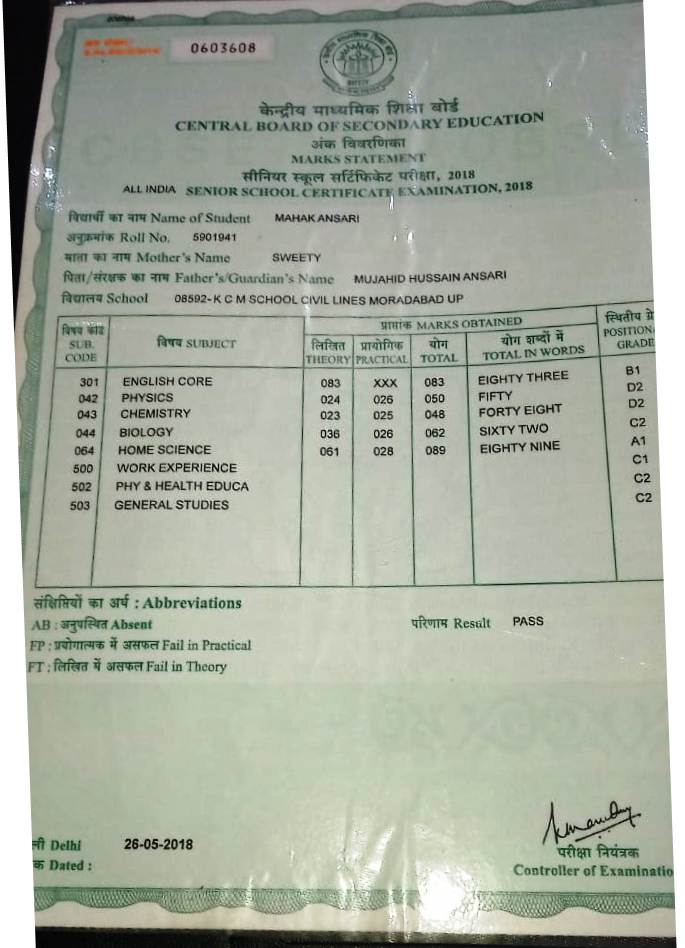 0603608
केन्द्रीय माध्यमिक शिक्षा बोर्ड
CENTRAL BOARD OF SECONDARY EDUCATION
अंक विवरणिका
MARKS STATEMENT
सीनियर स्कूल सर्टिफिकेट परीक्षा, 2018
ALL INDIA SENIOR SCHOOL CERTIFICATE EXAMINATION, 2018
विद्यार्थी का नाम Name of Student MAHAK ANSARI
अनुक्रमांक Roll No. 5901941
माता का नाम Mother's Name SWEETY
पिता/संरक्षक का नाम Father's/Guardian's Name MUJAHID HUSSAIN ANSARI
विद्यालय School 08592-K C M SCHOOL CIVIL LINES MORADABAD UP
विषय कोड SUB. CODE विषय SUBJECT प्राप्तांक MARKS OBTAINED स्थितीय ग्रे POSITION GRADE
लिखित THEORY प्रायोगिक PRACTICAL योग TOTAL योग शब्दों में TOTAL IN WORDS
301 ENGLISH CORE 083 XXX 083 EIGHTY THREE B1
042 PHYSICS 024 026 050 FIFTY D2
043 CHEMISTRY 023 025 048 FORTY EIGHT D2
044 BIOLOGY 036 026 062 SIXTY TWO C2
064 HOME SCIENCE 061 028 089 EIGHTY NINE A1
500 WORK EXPERIENCE C1
502 PHY & HEALTH EDUCA C2
503 GENERAL STUDIES C2
संक्षिप्तियों का अर्थ : Abbreviations
AB : अनुपस्थित Absent परिणाम Result PASS
FP : प्रयोगात्मक में असफल Fail in Practical
FT : लिखित में असफल Fail in Theory
ली Delhi 26-05-2018
परीक्षा नियंत्रक
क Dated : Controller of Examinatio